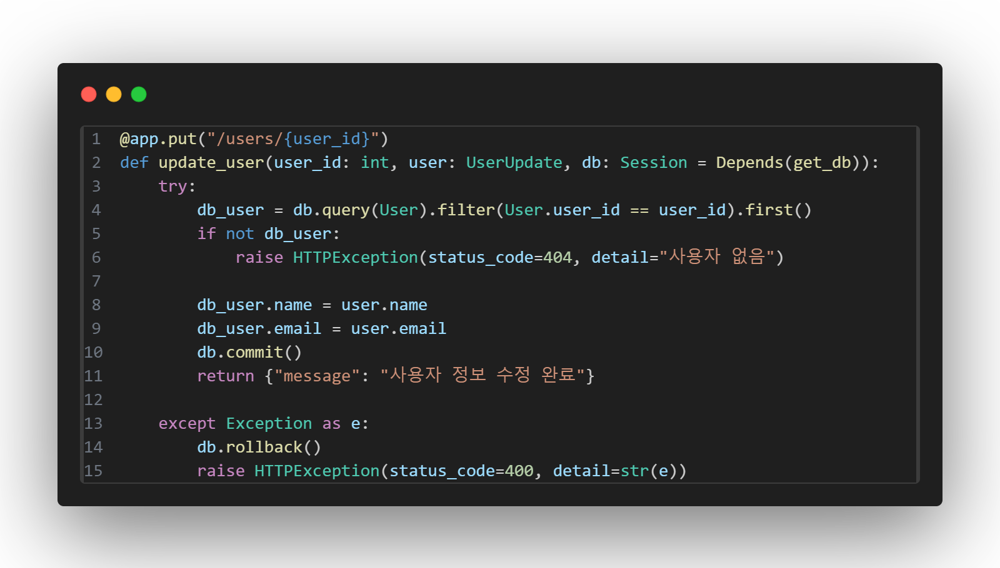 1 @app.put("/users/{user_id}")
2 def update_user(user_id: int, user: UserUpdate, db: Session = Depends(get_db)):
3     try:
4         db_user = db.query(User).filter(User.user_id == user_id).first()
5         if not db_user:
6             raise HTTPException(status_code=404, detail="사용자 없음")
7
8         db_user.name = user.name
9         db_user.email = user.email
10         db.commit()
11         return {"message": "사용자 정보 수정 완료"}
12
13     except Exception as e:
14         db.rollback()
15         raise HTTPException(status_code=400, detail=str(e))